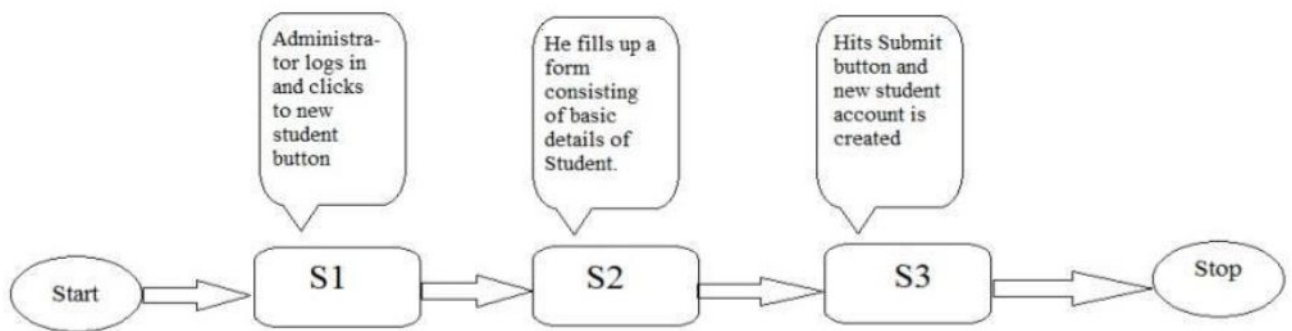 Administra-
tor logs in
and clicks
to new
student
button
He fills up a
form
consisting
of basic
details of
Student.
Hits Submit
button and
new student
account is
created
Start
S1
S2
S3
Stop